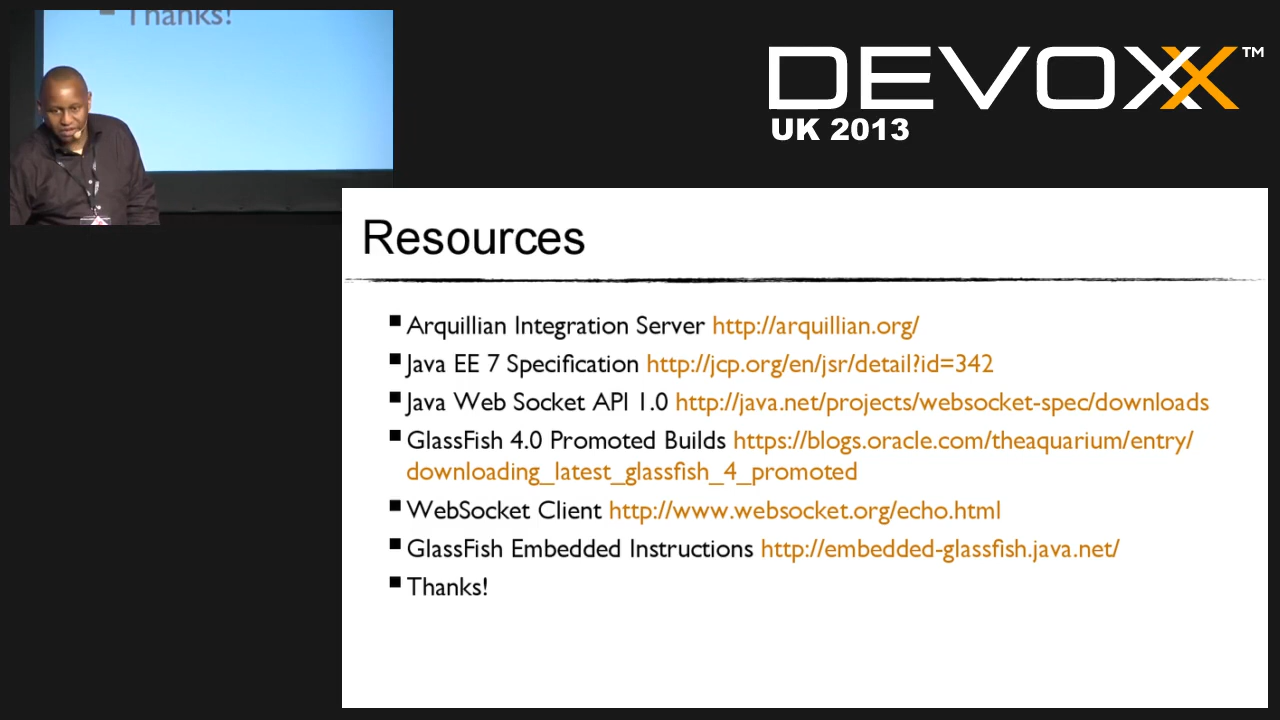 Thanks!
DEVOXX™
UK 2013
Resources
Arquillian Integration Server http://arquillian.org/
Java EE 7 Specification http://jcp.org/en/jsr/detail?id=342
Java Web Socket API 1.0 http://java.net/projects/websocket-spec/downloads
GlassFish 4.0 Promoted Builds https://blogs.oracle.com/theaquarium/entry/
downloading_latest_glassfish_4_promoted
WebSocket Client http://www.websocket.org/echo.html
GlassFish Embedded Instructions http://embedded-glassfish.java.net/
Thanks!